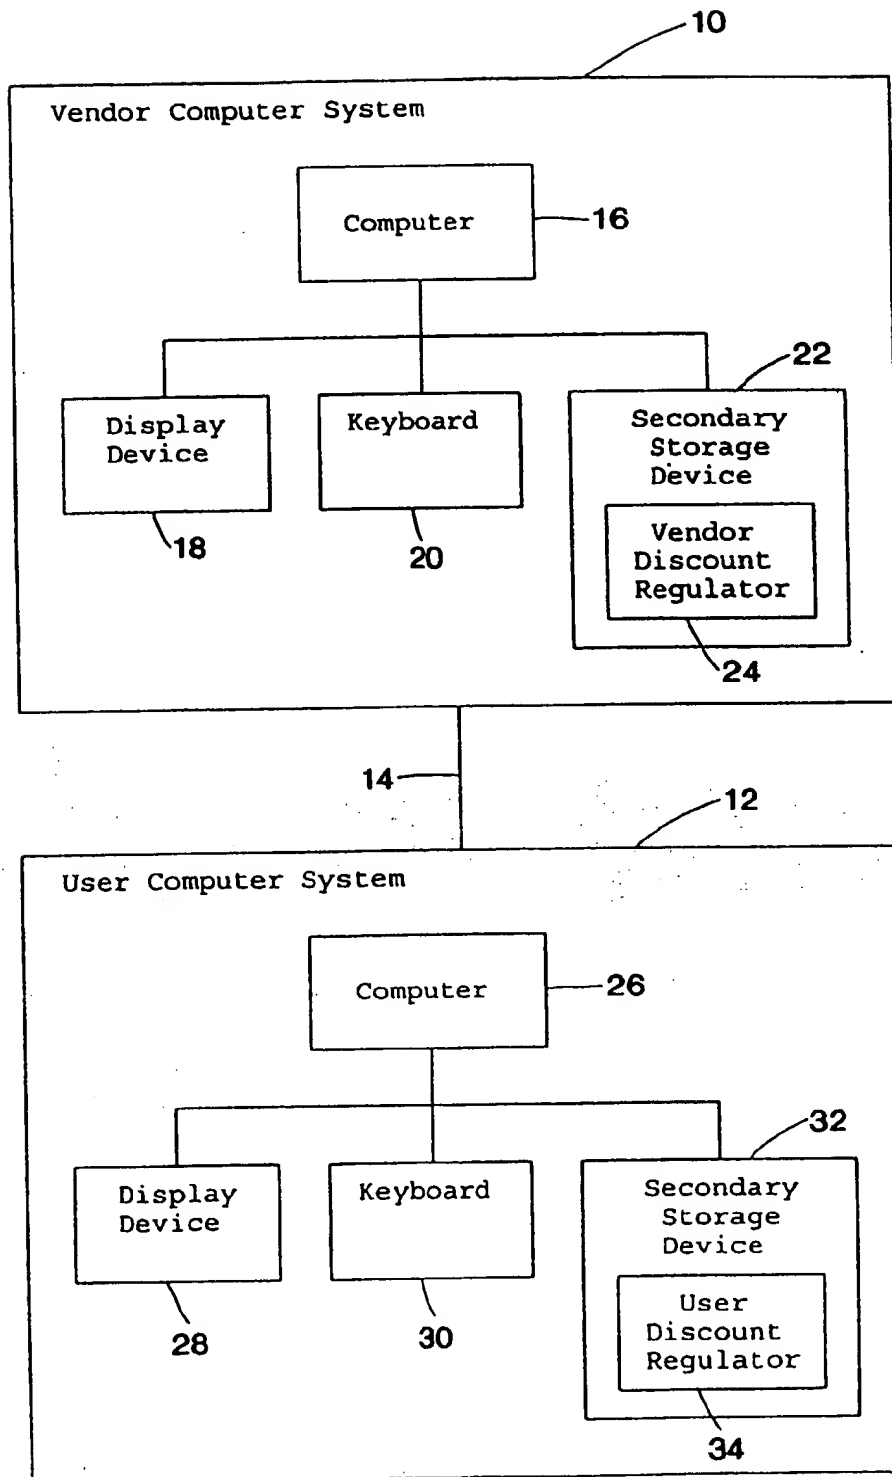 10
Vendor Computer System
Computer
16
22
Display
Device
Keyboard
Secondary
Storage
Device
Vendor
Discount
Regulator
18
20
24
14
12
User Computer System
Computer
26
32
Display
Device
Keyboard
Secondary
Storage
Device
User
Discount
Regulator
28
30
34